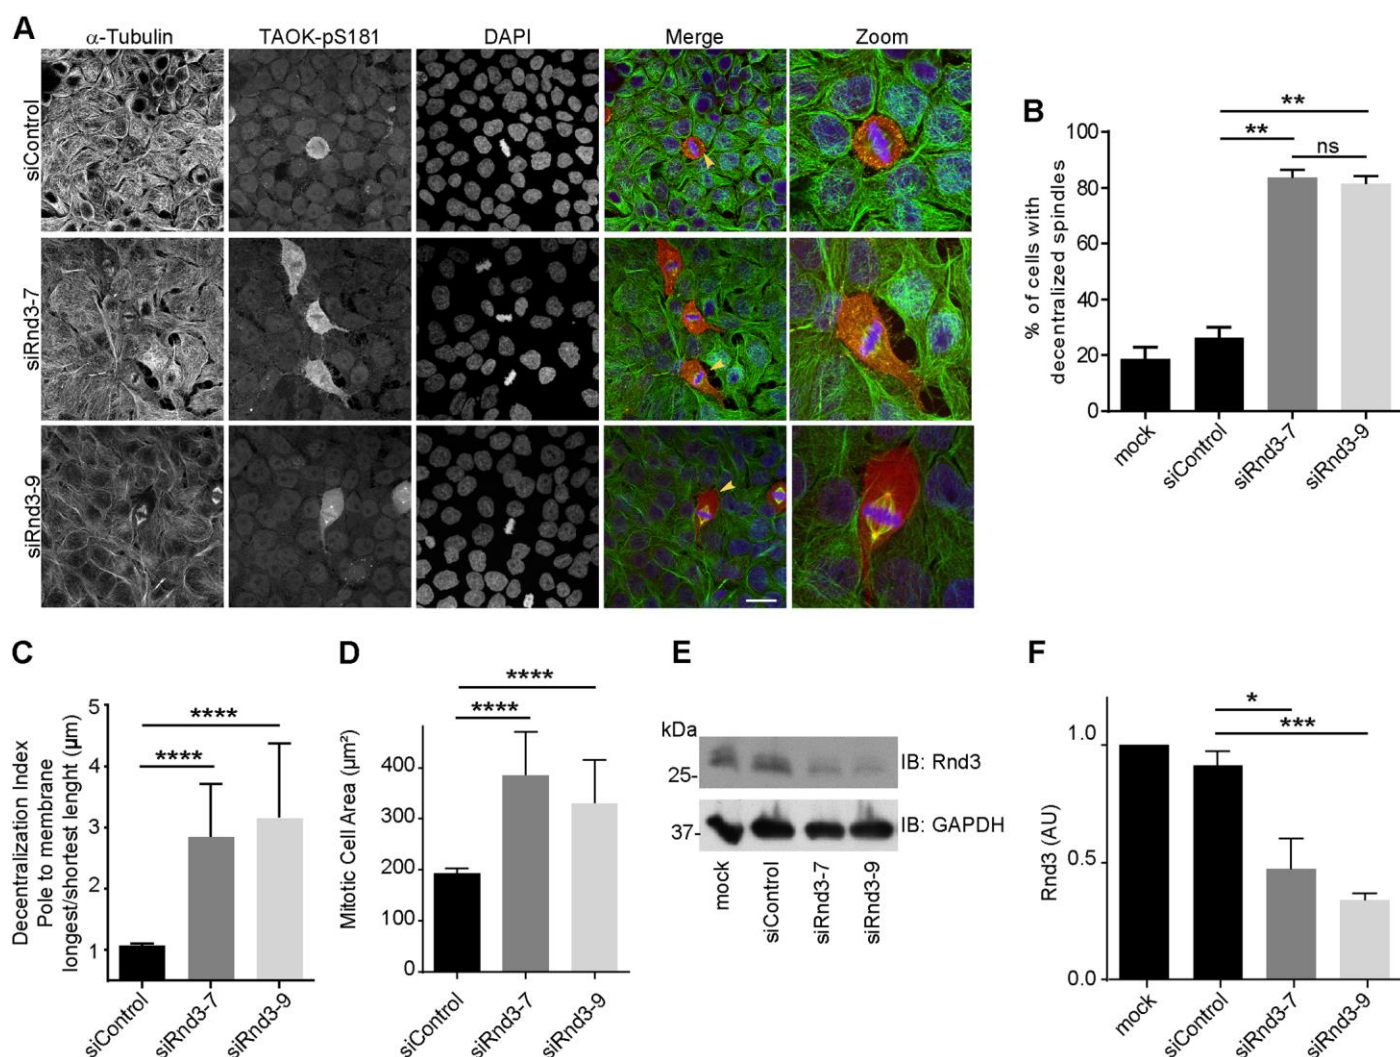 A
α-Tubulin TAOK-pS181 DAPI Merge Zoom
siControl
siRnd3-7
siRnd3-9
B
% of cells with
decentralized spindles
100
80
60
40
20
0
**
**
ns
mock siControl siRnd3-7 siRnd3-9
C
Decentralization Index
Pole to membrane
longest/shortest lenght (µm)
5
4
3
2
1
****
****
siControl siRnd3-7 siRnd3-9
D
Mitotic Cell Area (µm²)
400
300
200
100
0
****
****
siControl siRnd3-7 siRnd3-9
E
kDa
25-
IB: Rnd3
37-
IB: GAPDH
mock siControl siRnd3-7 siRnd3-9
F
Rnd3 (AU)
1.0
0.5
0.0
*
***
mock siControl siRnd3-7 siRnd3-9